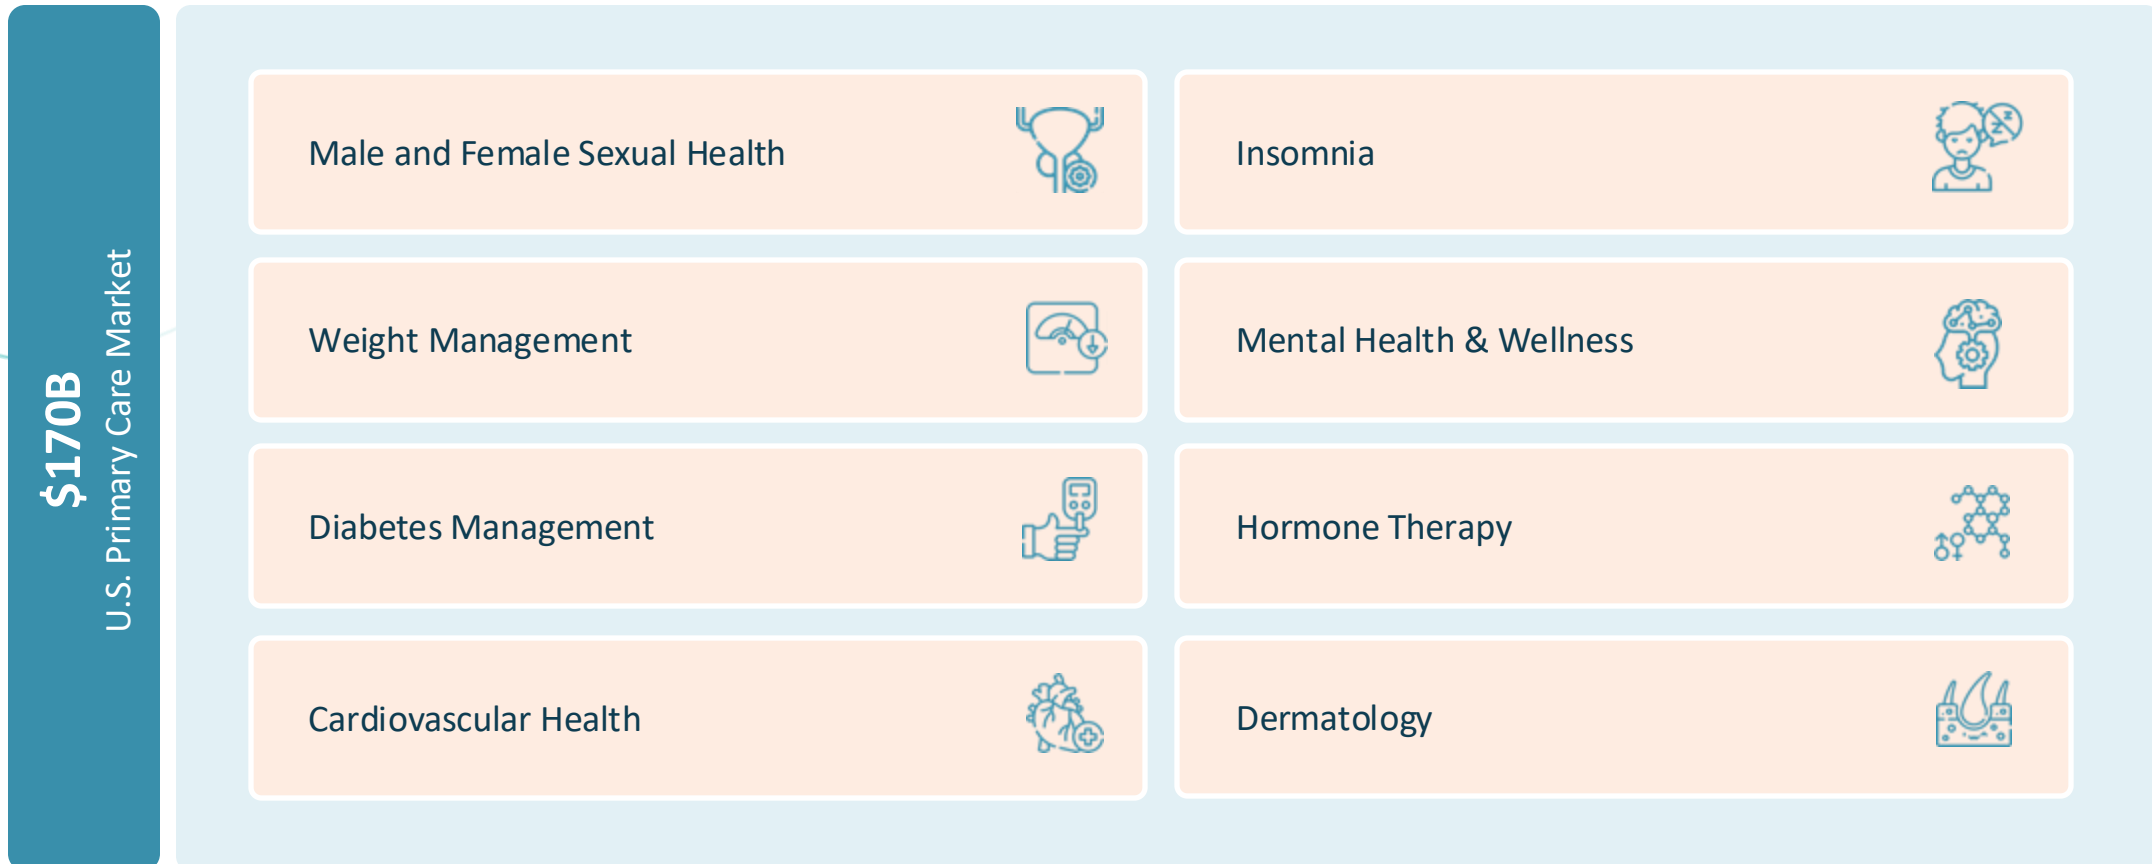 $170B
U.S. Primary Care Market
Male and Female Sexual Health
Insomnia
Weight Management
Mental Health & Wellness
Diabetes Management
Hormone Therapy
Cardiovascular Health
Dermatology